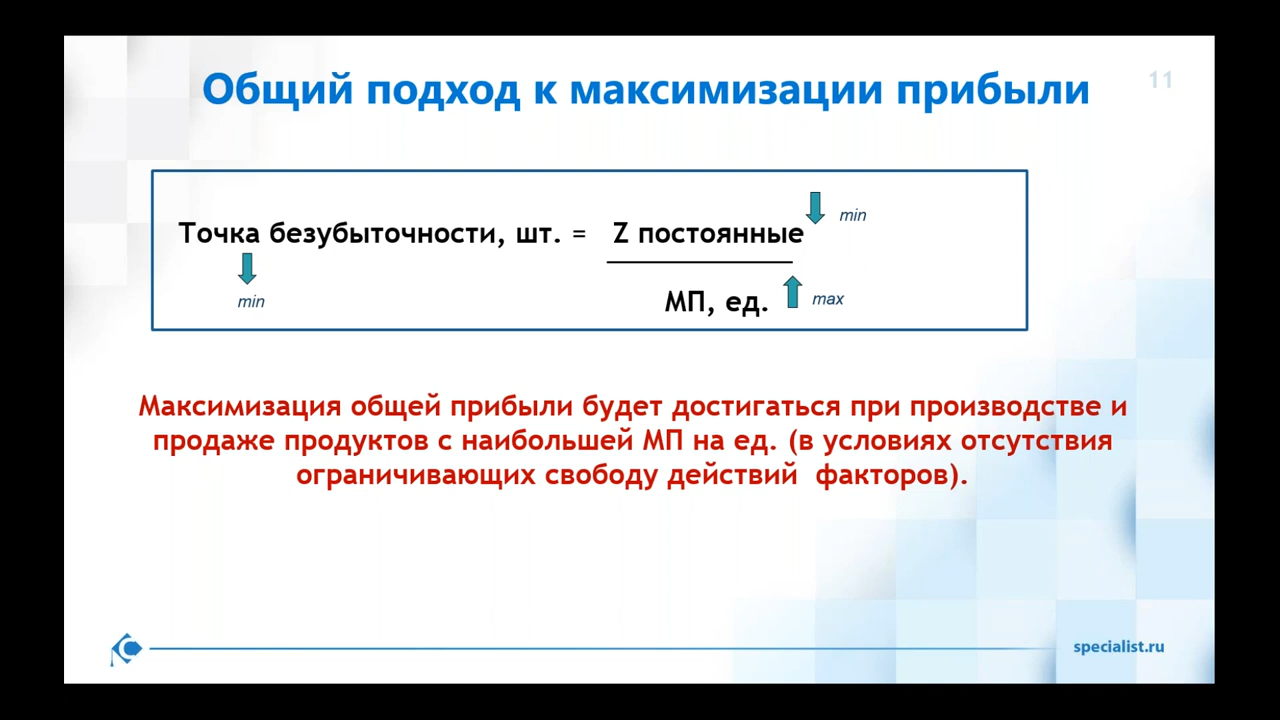 Общий подход к максимизации прибыли
11
min
Точка безубыточности, шт. = Z постоянные
min
МП, ед.
max
Максимизация общей прибыли будет достигаться при производстве и
продаже продуктов с наибольшей МП на ед. (в условиях отсутствия
ограничивающих свободу действий факторов).
specialist.ru